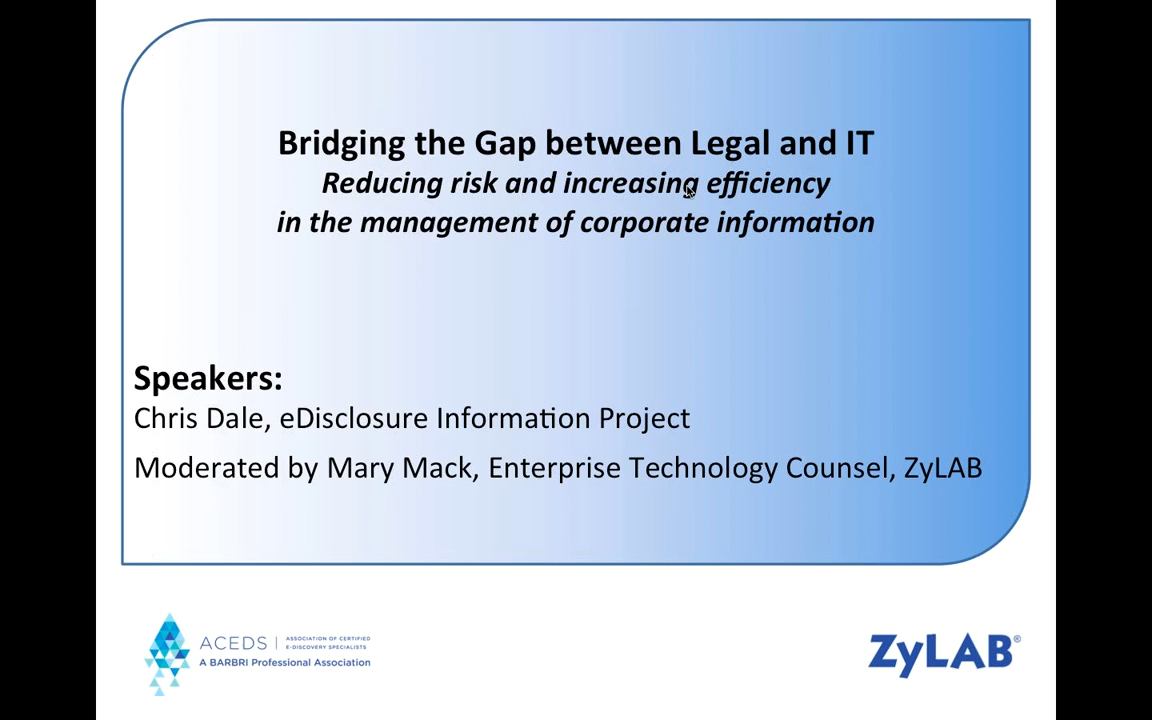 Bridging the Gap between Legal and IT
Reducing risk and increasing efficiency
in the management of corporate information
Speakers:
Chris Dale, eDisclosure Information Project
Moderated by Mary Mack, Enterprise Technology Counsel, ZyLAB
ACEDS | ASSOCIATION OF CERTIFIED
E-DISCOVERY SPECIALISTS
A BARBRI Professional Association
ZyLAB®